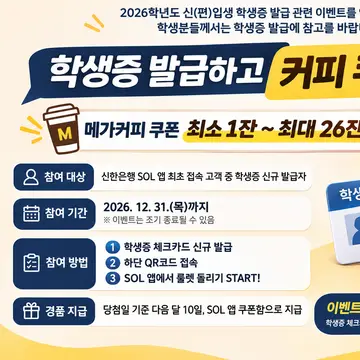 2026학년도 신(편)입생 학생증 발급 관련 이벤트를
학생분들께서는 학생증 발급에 참고를 바랍
학생증 발급하고 커피
M 메가커피 쿠폰 최소 1잔 ~ 최대 26잔
참여 대상 신한은행 SOL 앱 최초 접속 고객 중 학생증 신규 발급자
참여 기간 2026. 12. 31.(목)까지
※ 이벤트는 조기 종료될 수 있음
참여 방법 1 학생증 체크카드 신규 발급
2 하단 QR코드 접속
3 SOL 앱에서 룰렛 돌리기 START!
경품 지급 당첨일 기준 다음 달 10일, SOL 앱 쿠폰함으로 지급
학생
이벤트
학생증 체크